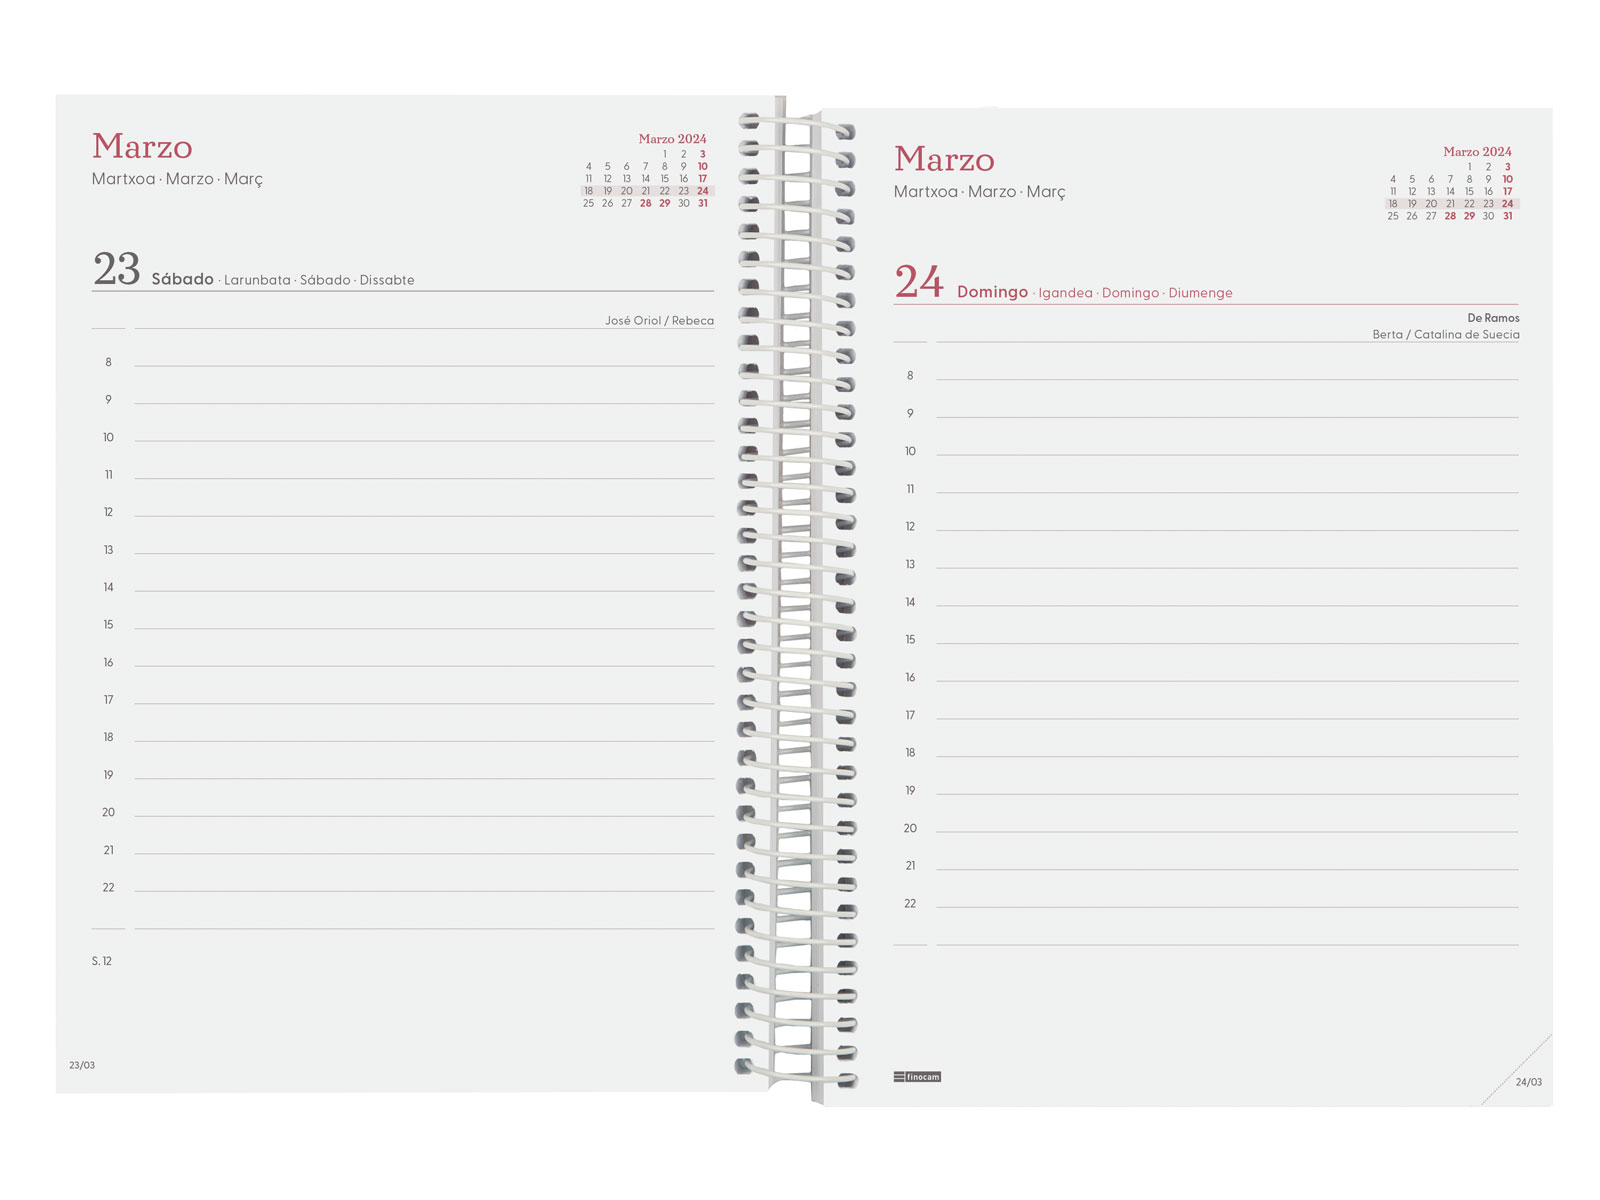 Marzo
Martxoa · Marzo · Març
Marzo 2024
1 2 3
4 5 6 7 8 9 10
11 12 13 14 15 16 17
18 19 20 21 22 23 24
25 26 27 28 29 30 31
23 Sábado · Larunbata · Sábado · Dissabte
José Oriol / Rebeca
8
9
10
11
12
13
14
15
16
17
18
19
20
21
22
S. 12
23/03
Marzo
Martxoa · Marzo · Març
Marzo 2024
1 2 3
4 5 6 7 8 9 10
11 12 13 14 15 16 17
18 19 20 21 22 23 24
25 26 27 28 29 30 31
24 Domingo · Igandea · Domingo · Diumenge
De Ramos
Berta / Catalina de Suecia
8
9
10
11
12
13
14
15
16
17
18
19
20
21
22
finocam
24/03